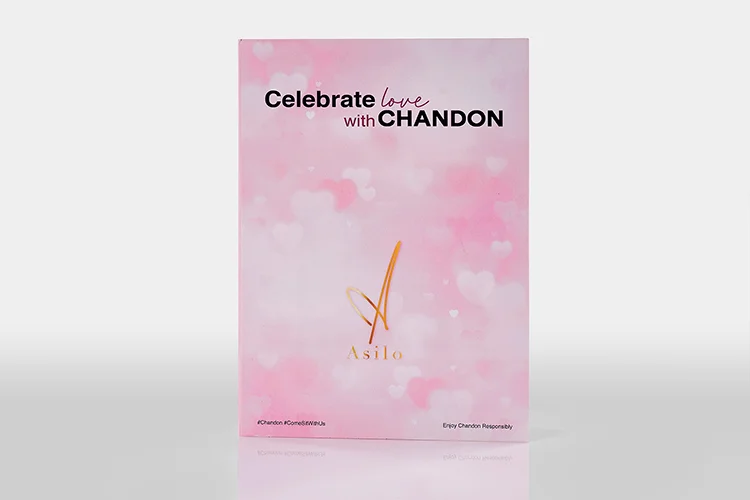 Celebrate love
with CHANDON
Asilo
#Chandon #ComeSitWithUs
Enjoy Chandon Responsibly